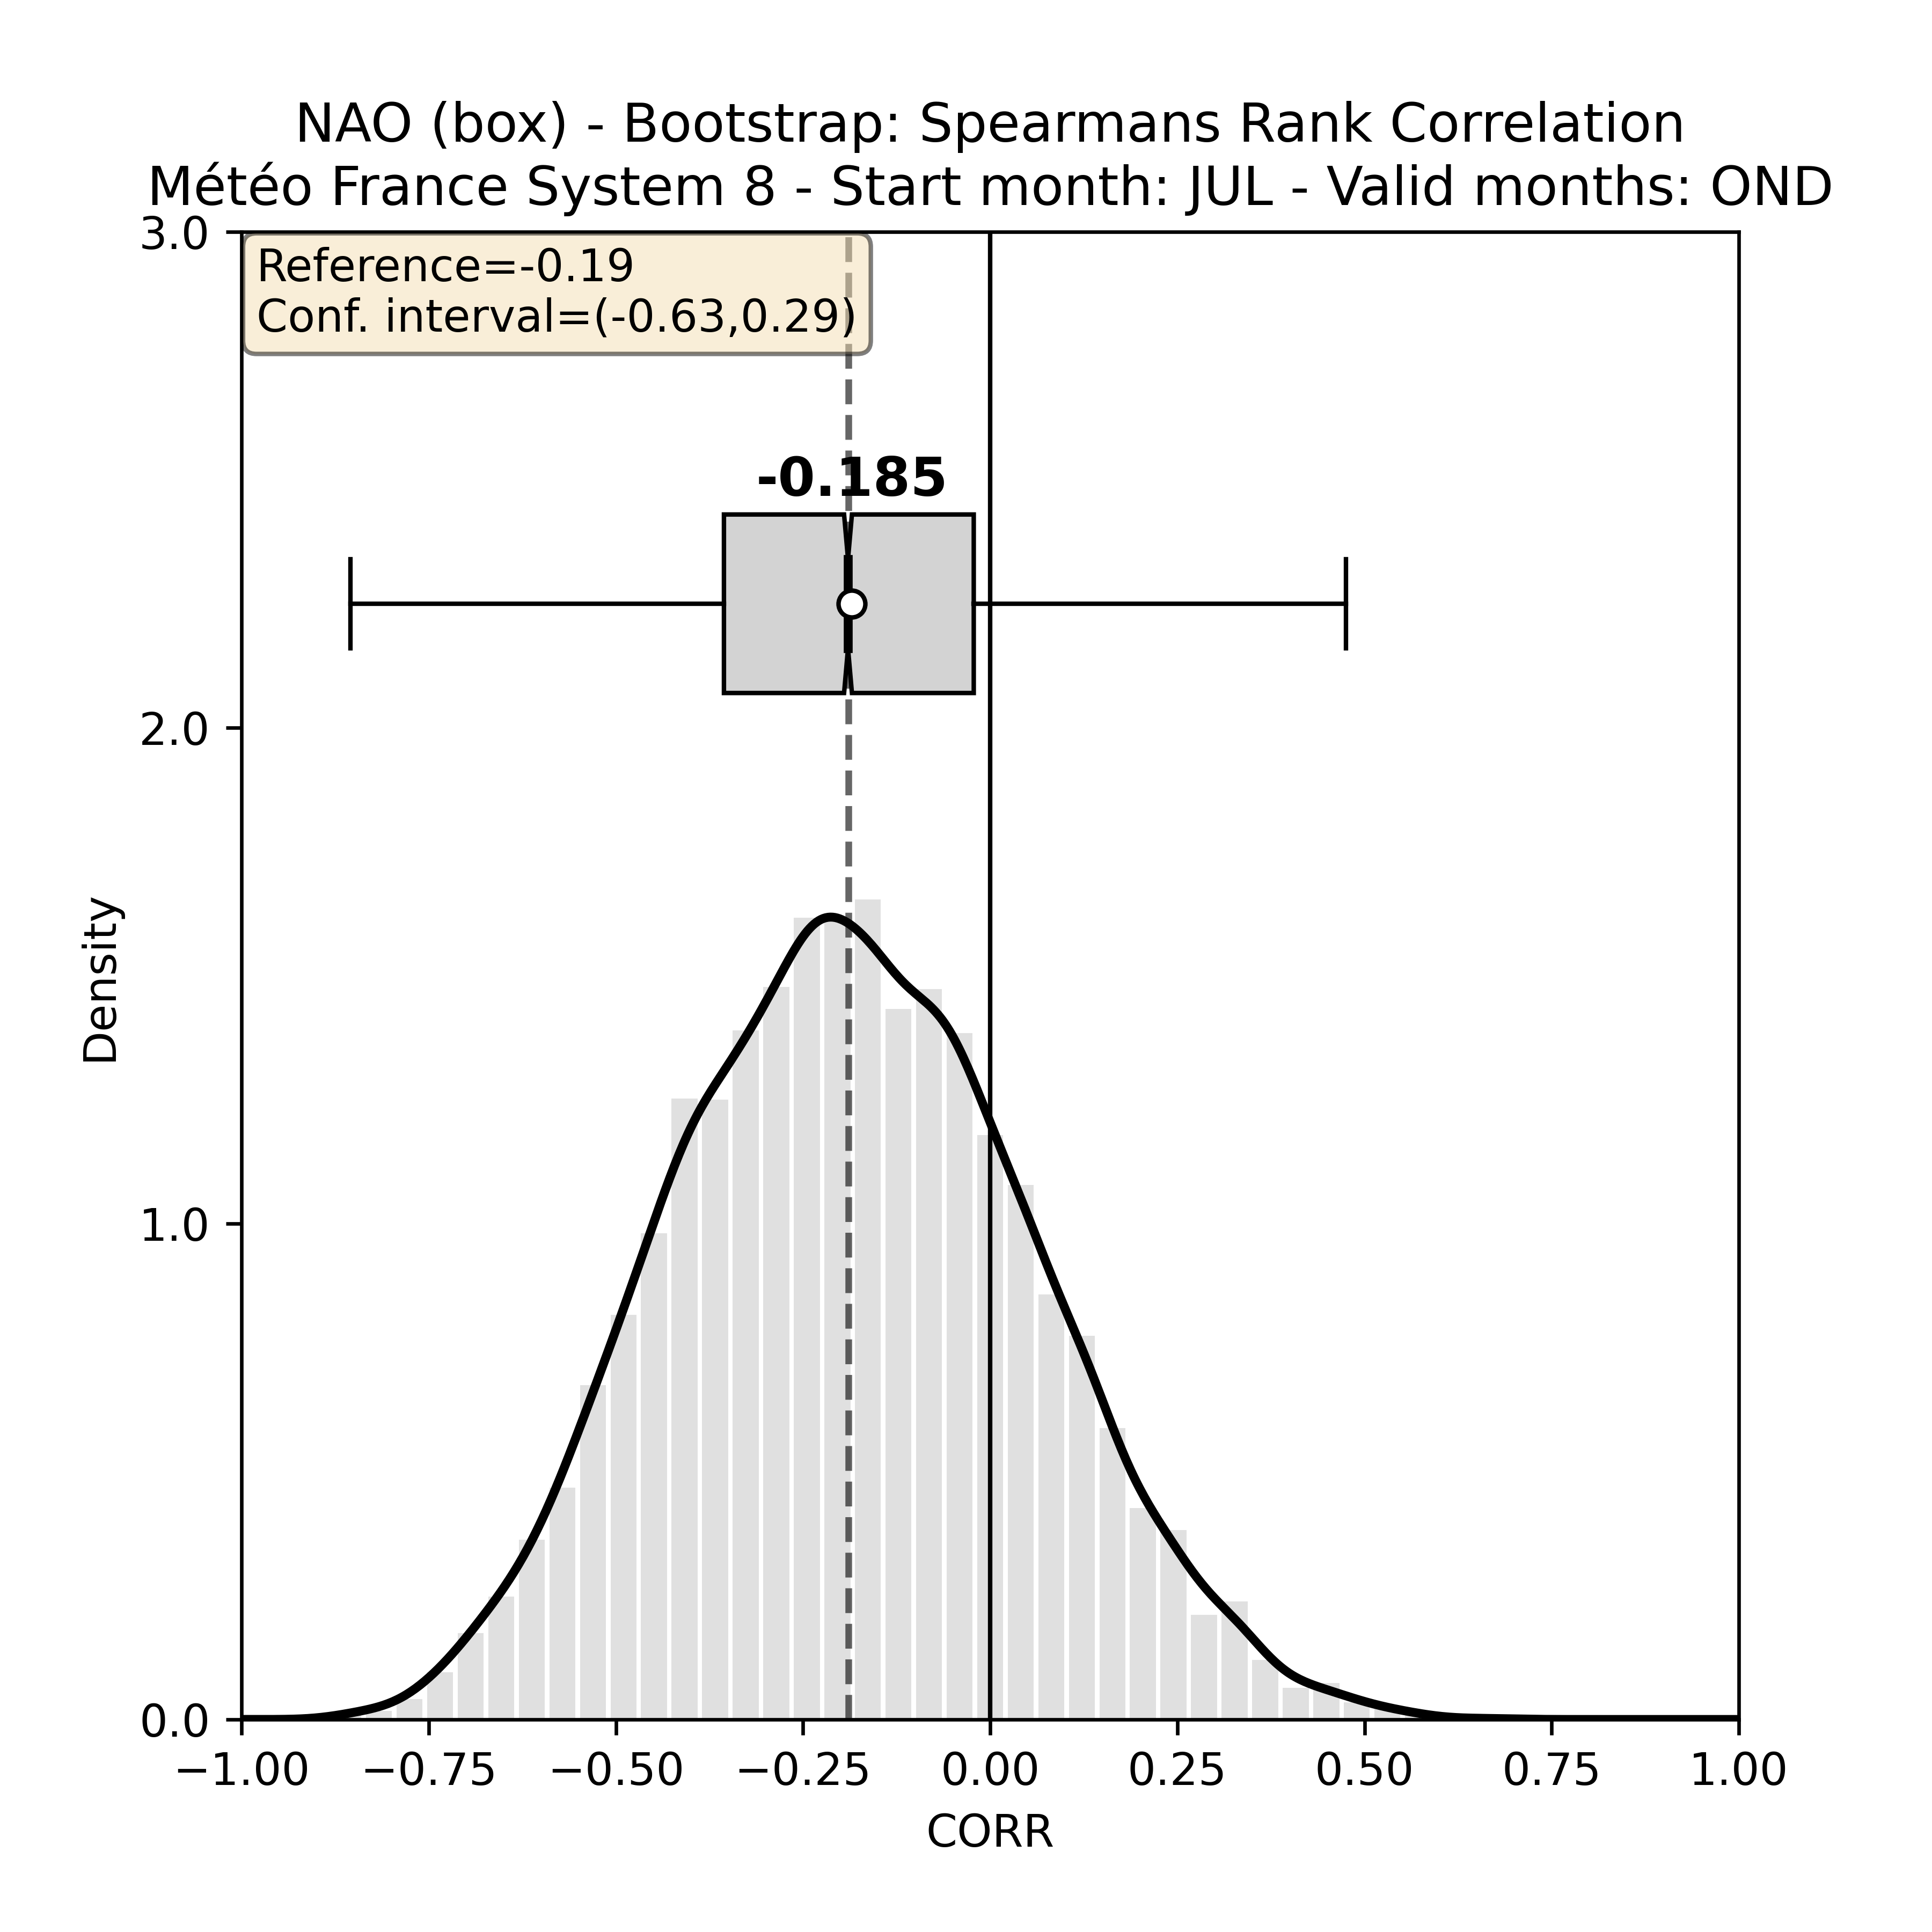 NAO (box) - Bootstrap: Spearmans Rank Correlation
Météo France System 8 - Start month: JUL - Valid months: OND
Reference=-0.19
Conf. interval=(-0.63,0.29)
-0.185
3.0
2.0
1.0
0.0
Density
−1.00 −0.75 −0.50 −0.25 0.00 0.25 0.50 0.75 1.00
CORR